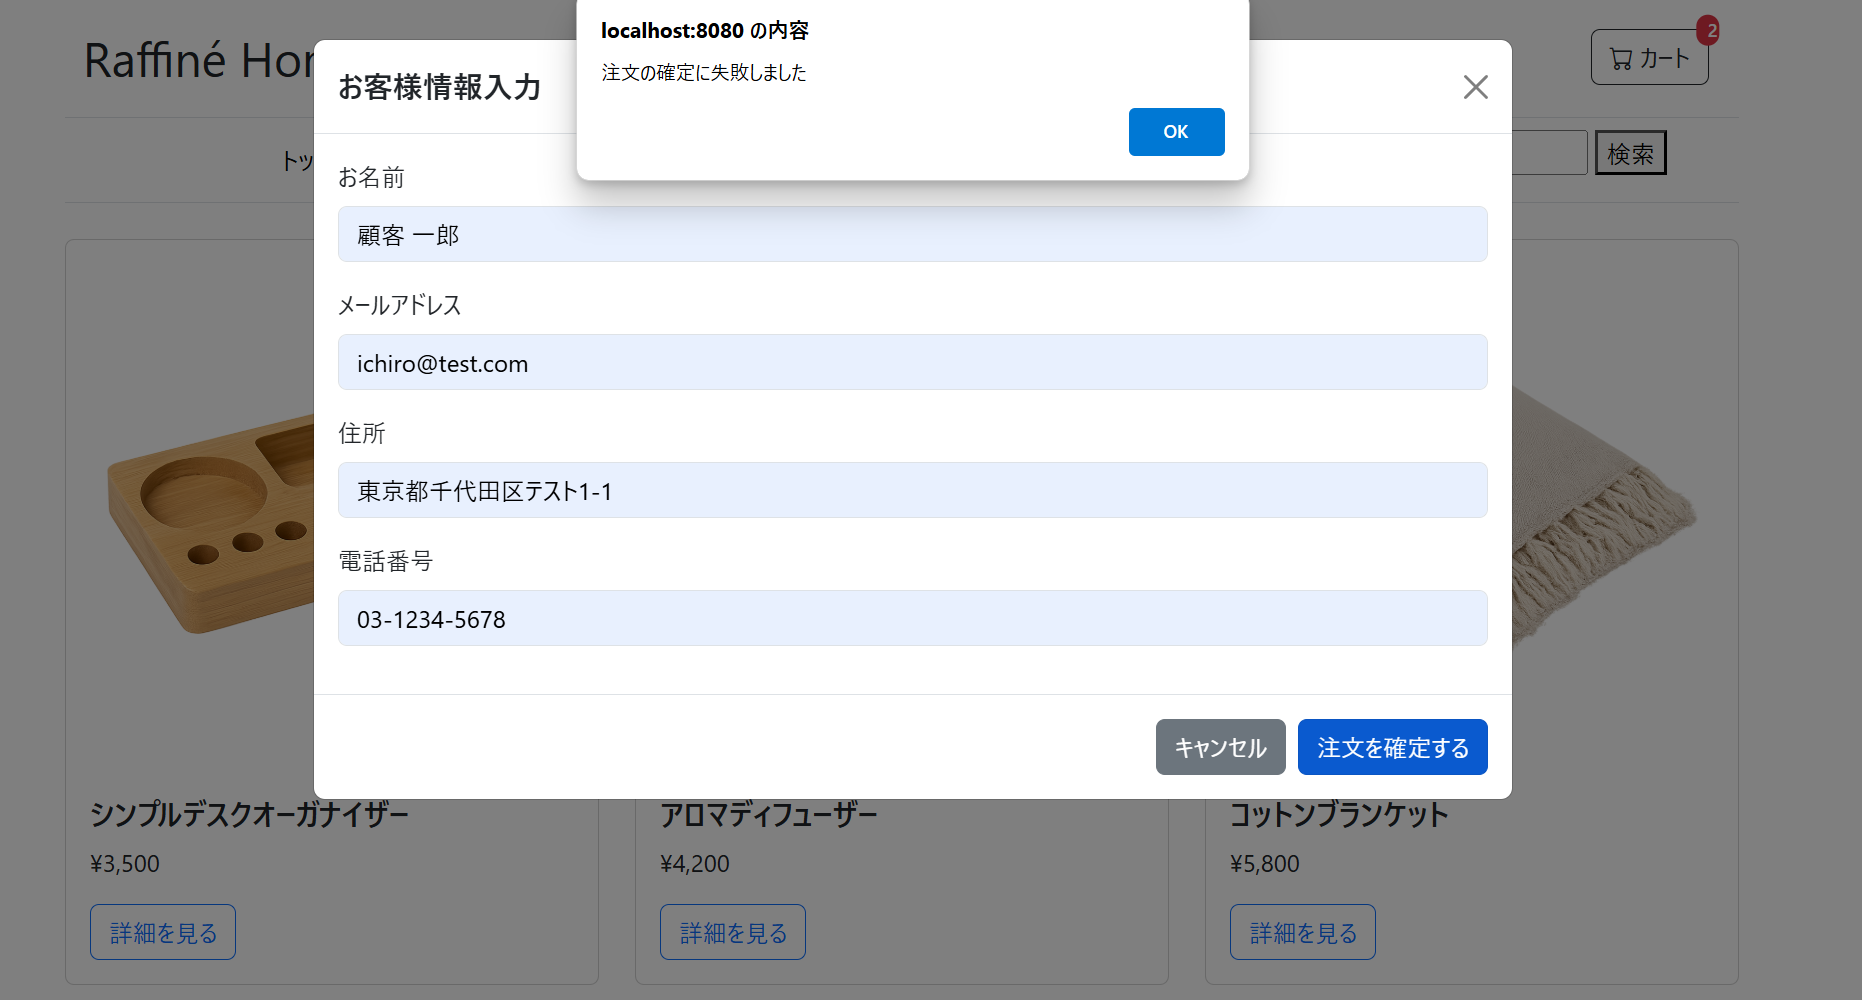 localhost:8080 の内容
注文の確定に失敗しました
OK
Raffiné
2
カート
お客様情報入力
検索
お名前
顧客 一郎
メールアドレス
ichiro@test.com
住所
東京都千代田区テスト1-1
電話番号
03-1234-5678
キャンセル
注文を確定する
シンプルデスクオーガナイザー
¥3,500
詳細を見る
アロマディフューザー
¥4,200
詳細を見る
コットンブランケット
¥5,800
詳細を見る